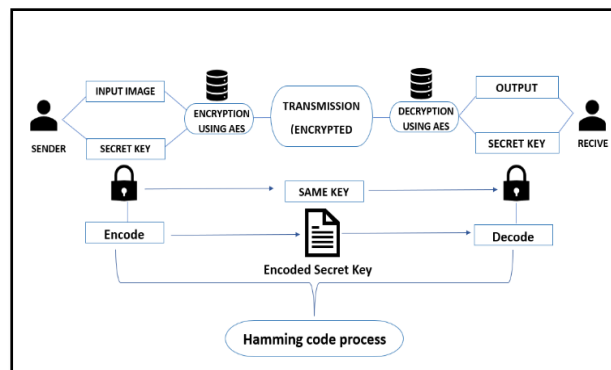 INPUT IMAGE
OUTPUT
ENCRYPTION
USING AES
TRANSMISSION
(ENCRYPTED
DECRYPTION
USING AES
SENDER
SECRET KEY
SECRET KEY
RECIVE
SAME KEY
Encode
Decode
Encoded Secret Key
Hamming code process